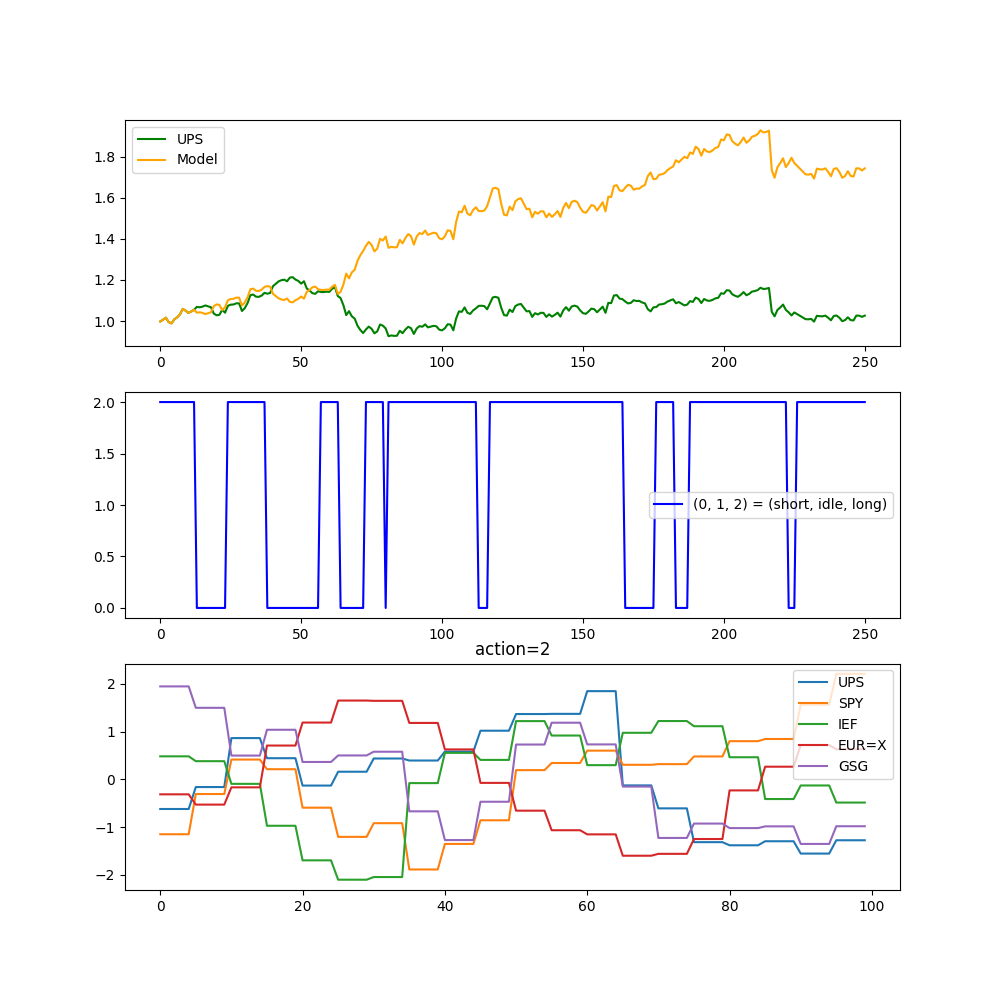 UPS
Model
1.8
1.6
1.4
1.2
1.0
0 50 100 150 200 250
2.0
1.5
1.0
0.5
0.0
(0, 1, 2) = (short, idle, long)
0 50 100 150 200 250
action=2
2
1
0
−1
−2
UPS
SPY
IEF
EUR=X
GSG
0 20 40 60 80 100